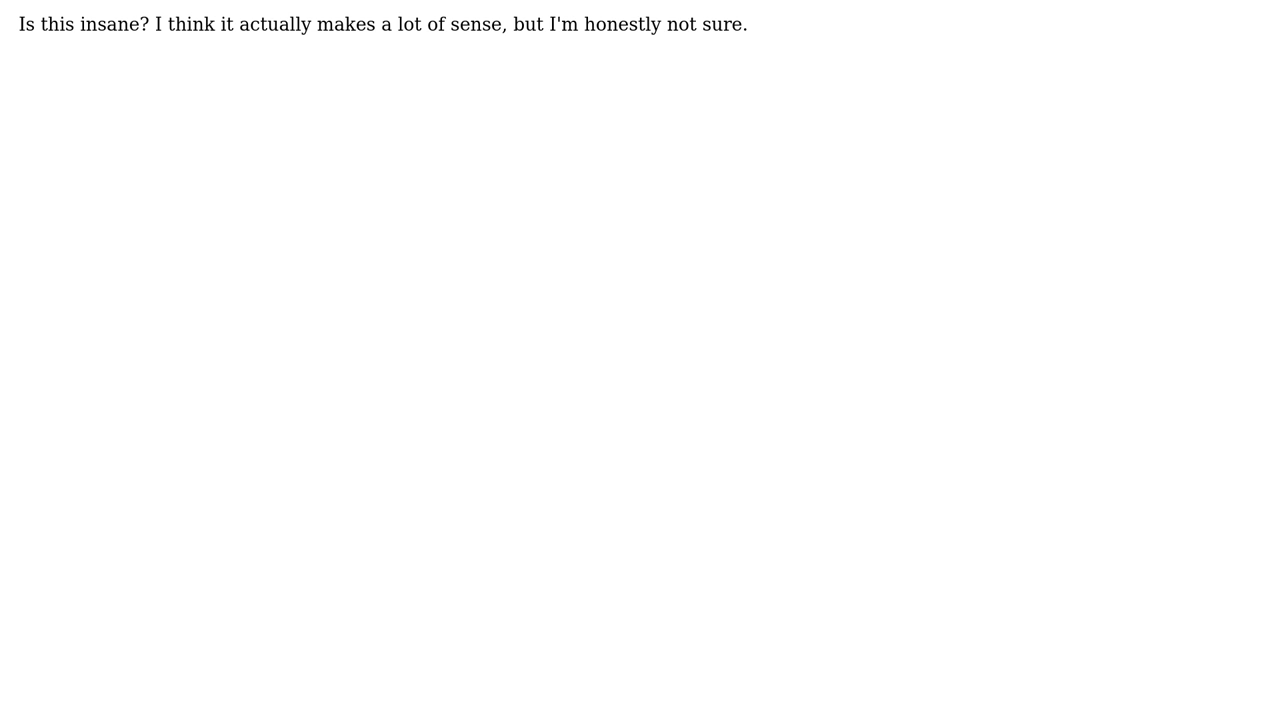 Is this insane? I think it actually makes a lot of sense, but I'm honestly not sure.